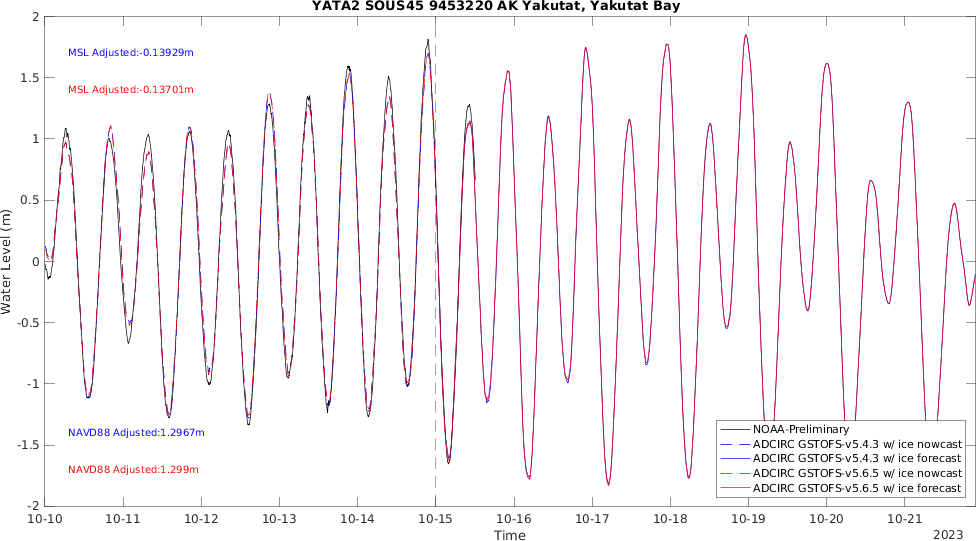 YATA2 SOUS45 9453220 AK Yakutat, Yakutat Bay
2
1.5
1
0.5
0
-0.5
-1
-1.5
-2
Water Level (m)
MSL Adjusted:-0.13929m
MSL Adjusted:-0.13701m
NAVD88 Adjusted:1.2967m
NAVD88 Adjusted:1.299m
NOAA-Preliminary
ADCIRC GSTOFS-v5.4.3 w/ ice nowcast
ADCIRC GSTOFS-v5.4.3 w/ ice forecast
ADCIRC GSTOFS-v5.6.5 w/ ice nowcast
ADCIRC GSTOFS-v5.6.5 w/ ice forecast
10-10 10-11 10-12 10-13 10-14 10-15 10-16 10-17 10-18 10-19 10-20 10-21
Time
2023